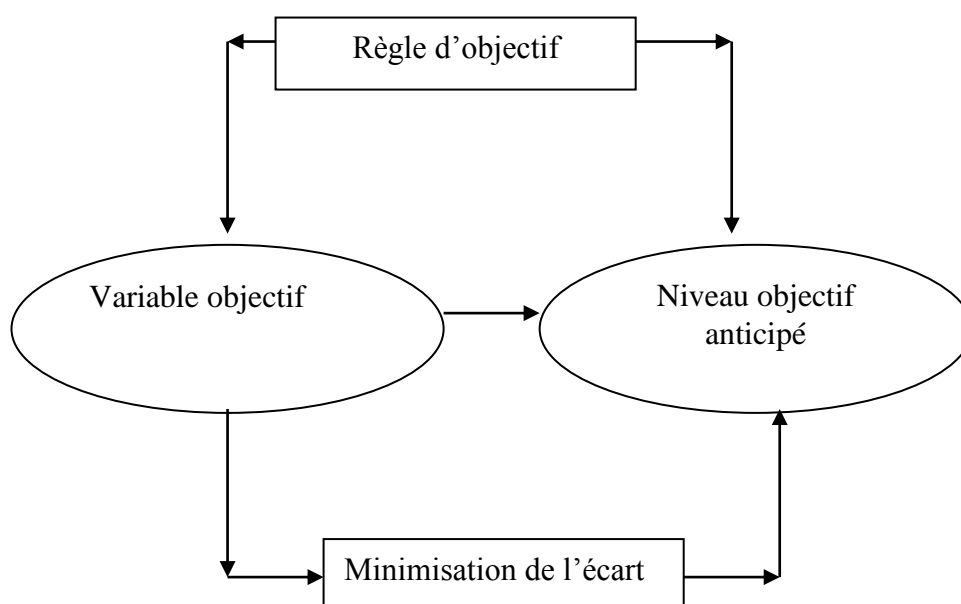 Règle d’objectif
Variable objectif
Niveau objectif
anticipé
Minimisation de l’écart